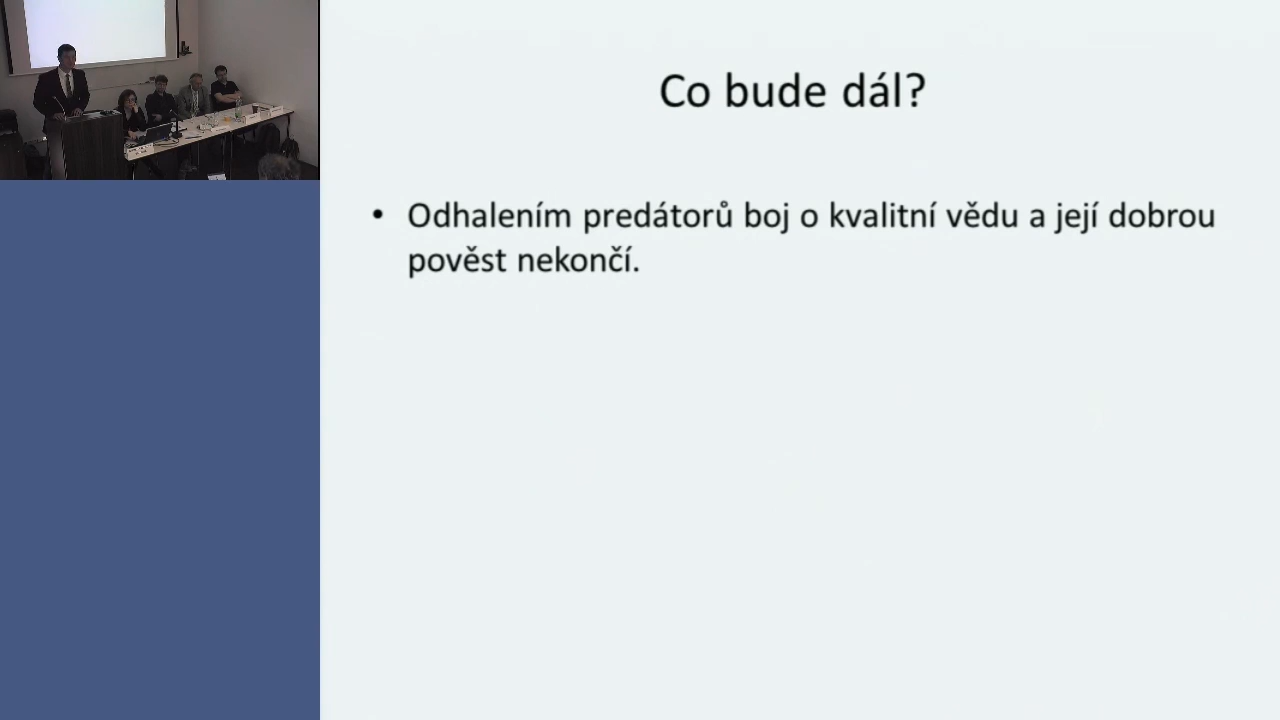 Co bude dál?
• Odhalením predátorů boj o kvalitní vědu a její dobrou
pověst nekončí.